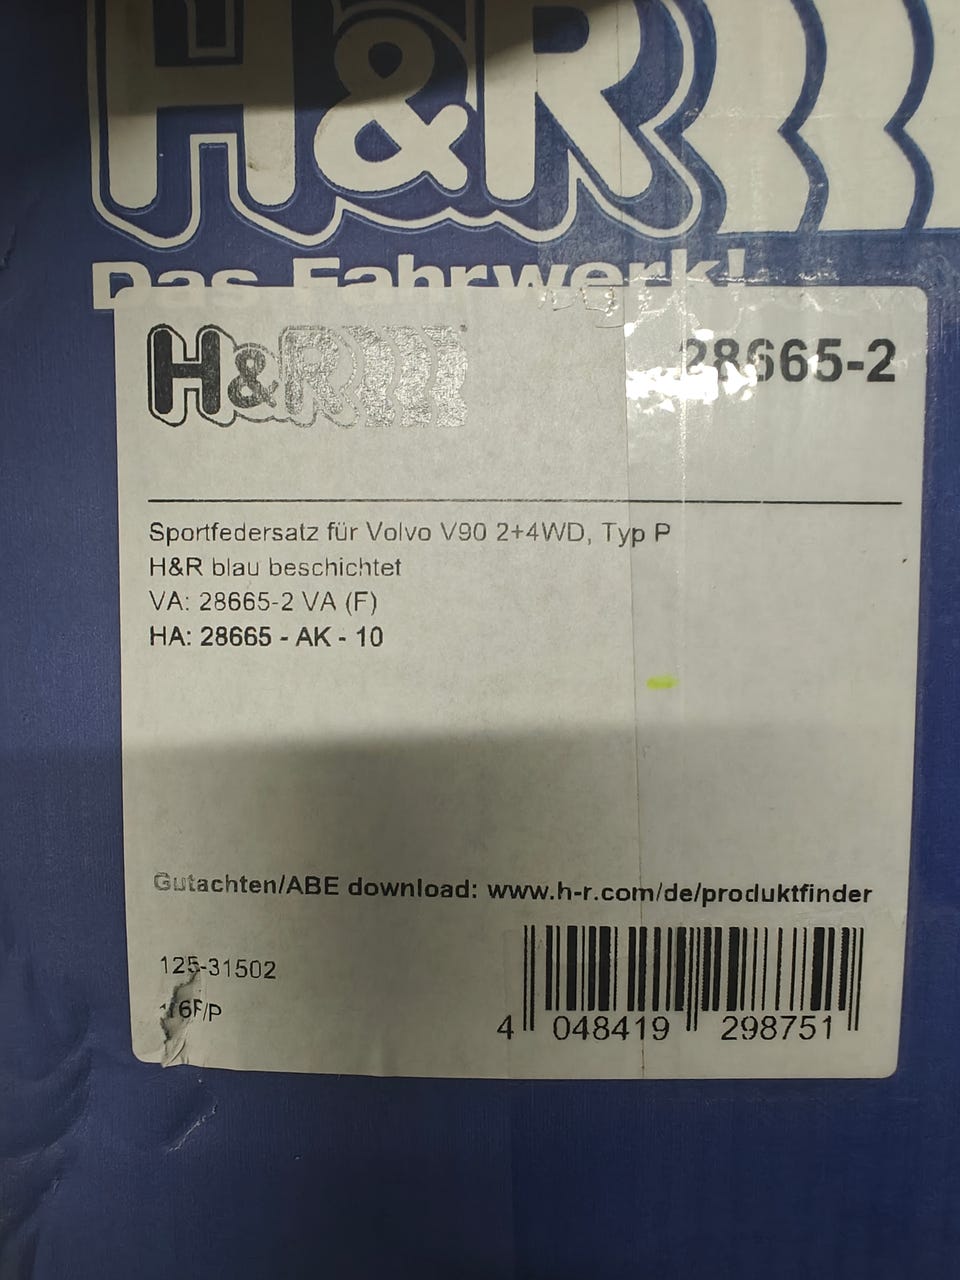 H&R
Das Fahrwerk!
H&R
28665-2
Sportfedersatz für Volvo V90 2+4WD, Typ P
H&R blau beschichtet
VA: 28665-2 VA (F)
HA: 28665 - AK - 10
Gutachten/ABE download: www.h-r.com/de/produktfinder
125-31502
6F/P
4 048419 298751